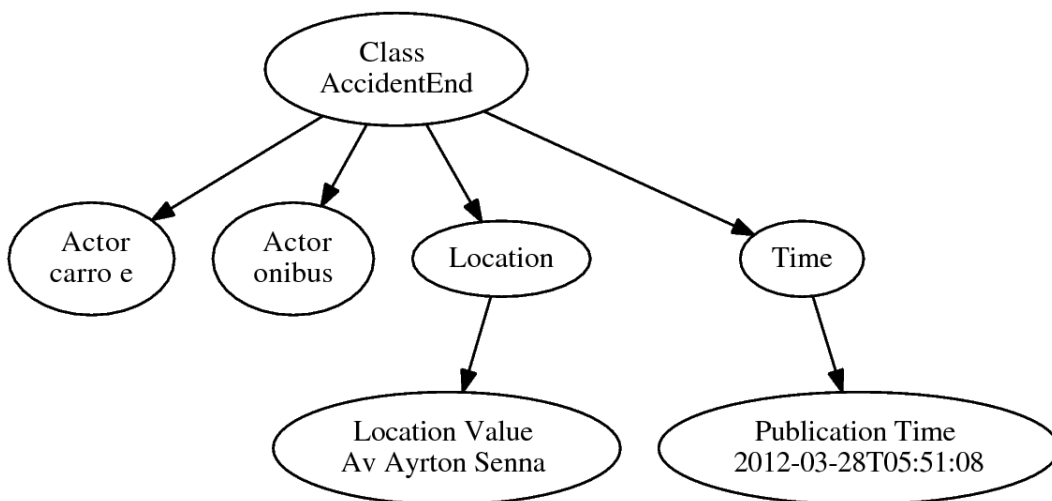 Class
AccidentEnd
Actor
carro e
Actor
onibus
Location
Time
Location Value
Av Ayrton Senna
Publication Time
2012-03-28T05:51:08